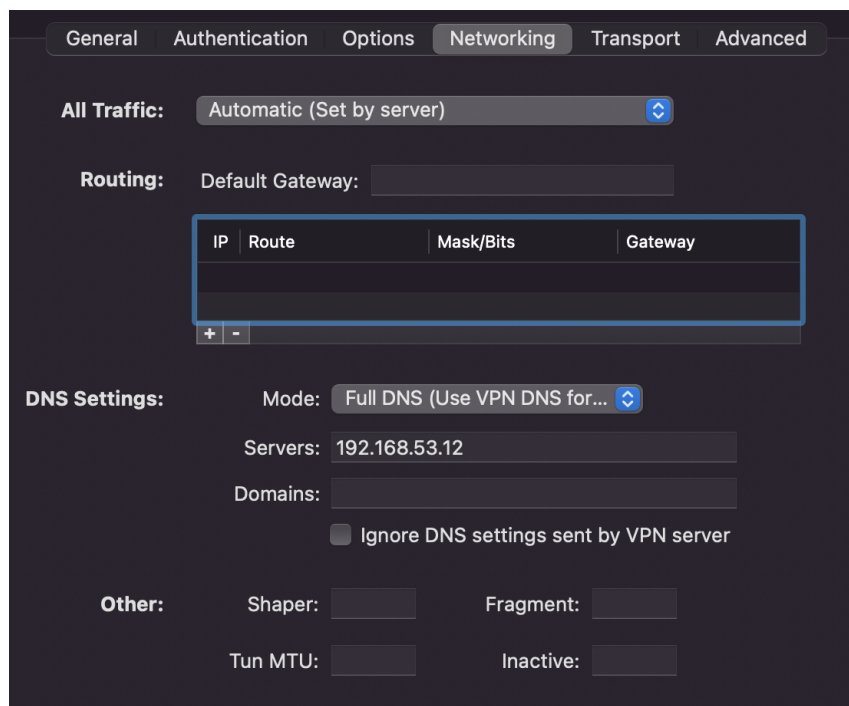 General Authentication Options Networking Transport Advanced
All Traffic: Automatic (Set by server)
Routing: Default Gateway:
IP Route Mask/Bits Gateway
+ -
DNS Settings: Mode: Full DNS (Use VPN DNS for...
Servers: 192.168.53.12
Domains:
Ignore DNS settings sent by VPN server
Other: Shaper: Fragment:
Tun MTU: Inactive: